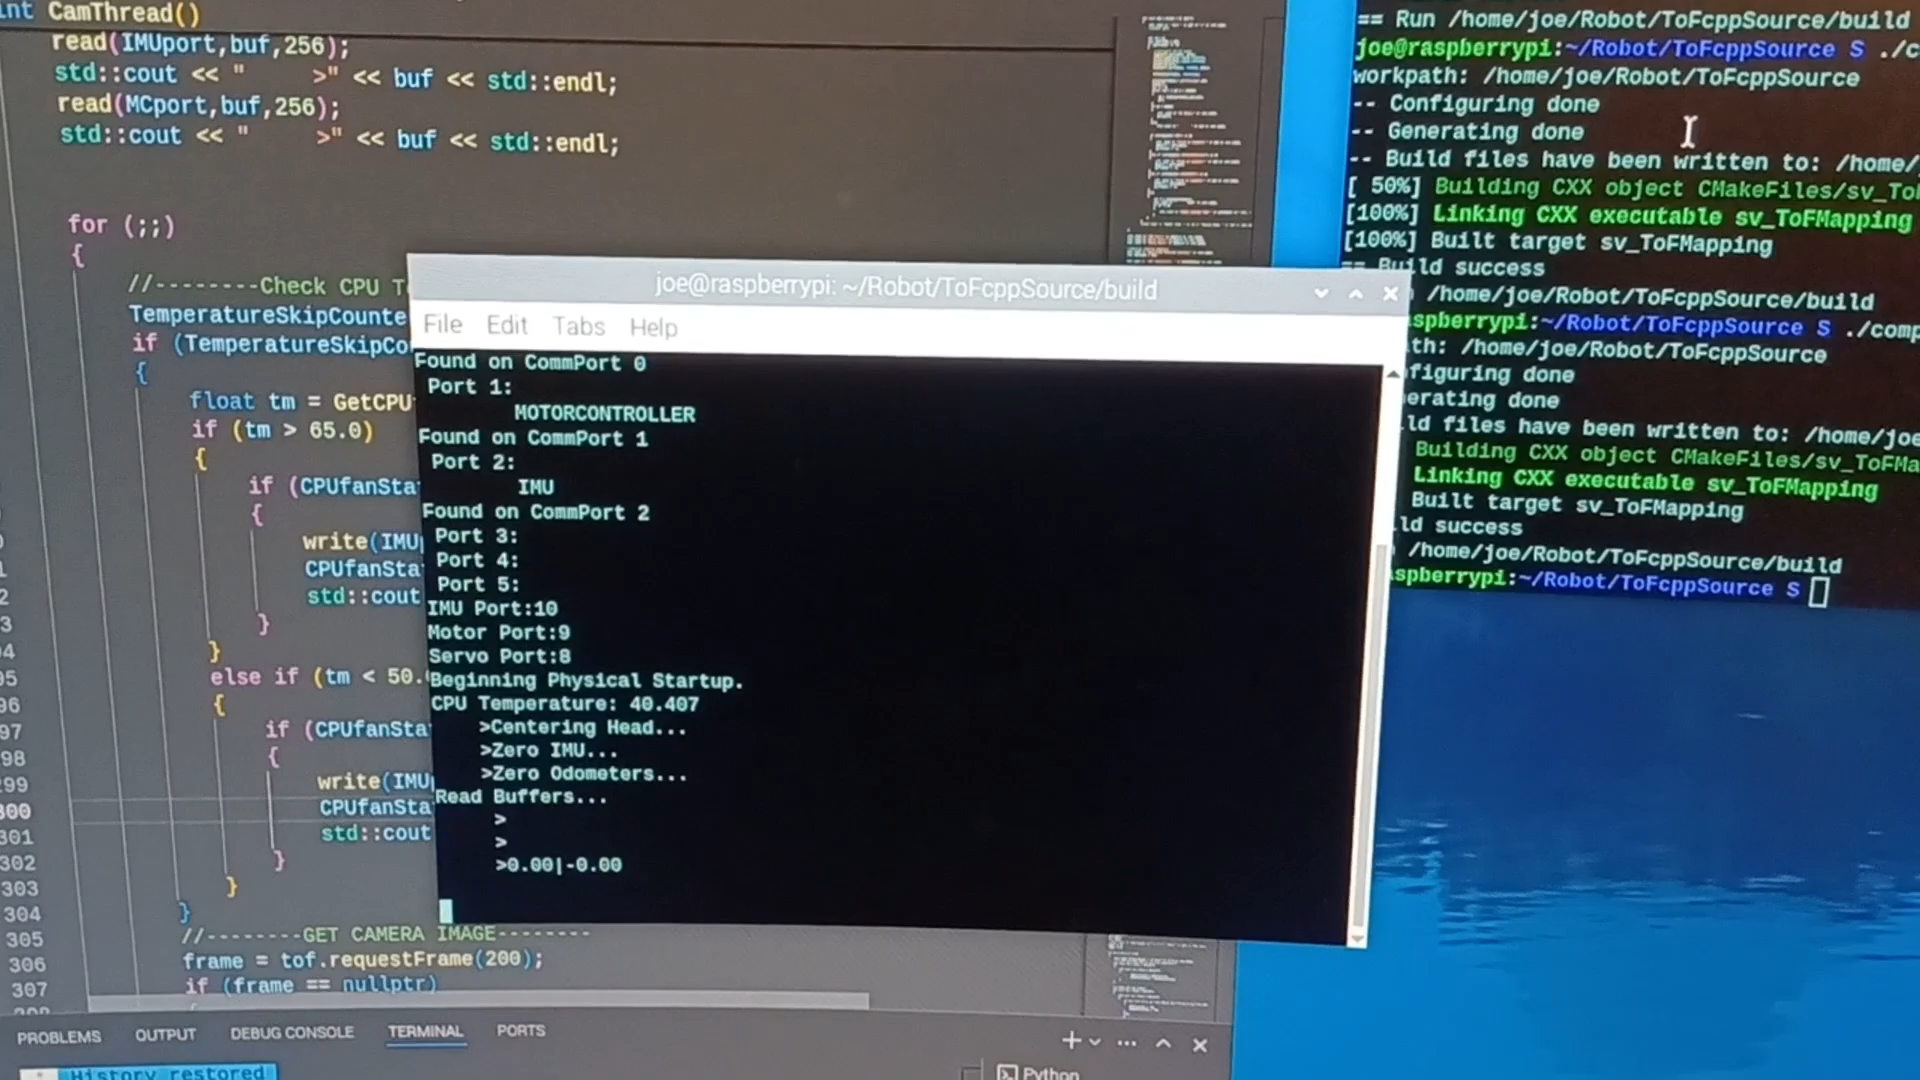 int CamThread()
read(IMUport,buf,256);
std::cout << "     >" << buf << std::endl;
read(MCport,buf,256);
std::cout << "     >" << buf << std::endl;
for (;;)
{
//--------Check CPU T
TemperatureSkipCounte
if (TemperatureSkipCo
{
float tm = GetCPU
if (tm > 65.0)
{
if (CPUfanSta
{
write(IMU
CPUfanSta
std::cout
}
}
else if (tm < 50.
{
if (CPUfanSta
{
write(IMU
CPUfanSta
std::cout
}
}
}
//--------GET CAMERA IMAGE--------
frame = tof.requestFrame(200);
if (frame == nullptr)
300
301
302
303
304
305
306
307
PROBLEMS OUTPUT DEBUG CONSOLE TERMINAL PORTS
History restored
Python
joe@raspberrypi: ~/Robot/ToFcppSource/build
File Edit Tabs Help
Found on CommPort 0
Port 1:
MOTORCONTROLLER
Found on CommPort 1
Port 2:
IMU
Found on CommPort 2
Port 3:
Port 4:
Port 5:
IMU Port:10
Motor Port:9
Servo Port:8
Beginning Physical Startup.
CPU Temperature: 40.407
>Centering Head...
>Zero IMU...
>Zero Odometers...
Read Buffers...
>
>
>0.00|-0.00
== Run /home/joe/Robot/ToFcppSource/build
joe@raspberrypi:~/Robot/ToFcppSource $ ./c
workpath: /home/joe/Robot/ToFcppSource
-- Configuring done
-- Generating done
-- Build files have been written to: /home/
[ 50%] Building CXX object CMakeFiles/sv_ToF
[100%] Linking CXX executable sv_ToFMapping
[100%] Built target sv_ToFMapping
== Build success
/home/joe/Robot/ToFcppSource/build
spberrypi:~/Robot/ToFcppSource $ ./comp
th: /home/joe/Robot/ToFcppSource
figuring done
erating done
ld files have been written to: /home/joe
Building CXX object CMakeFiles/sv_ToFMa
Linking CXX executable sv_ToFMapping
Built target sv_ToFMapping
ld success
/home/joe/Robot/ToFcppSource/build
spberrypi:~/Robot/ToFcppSource $